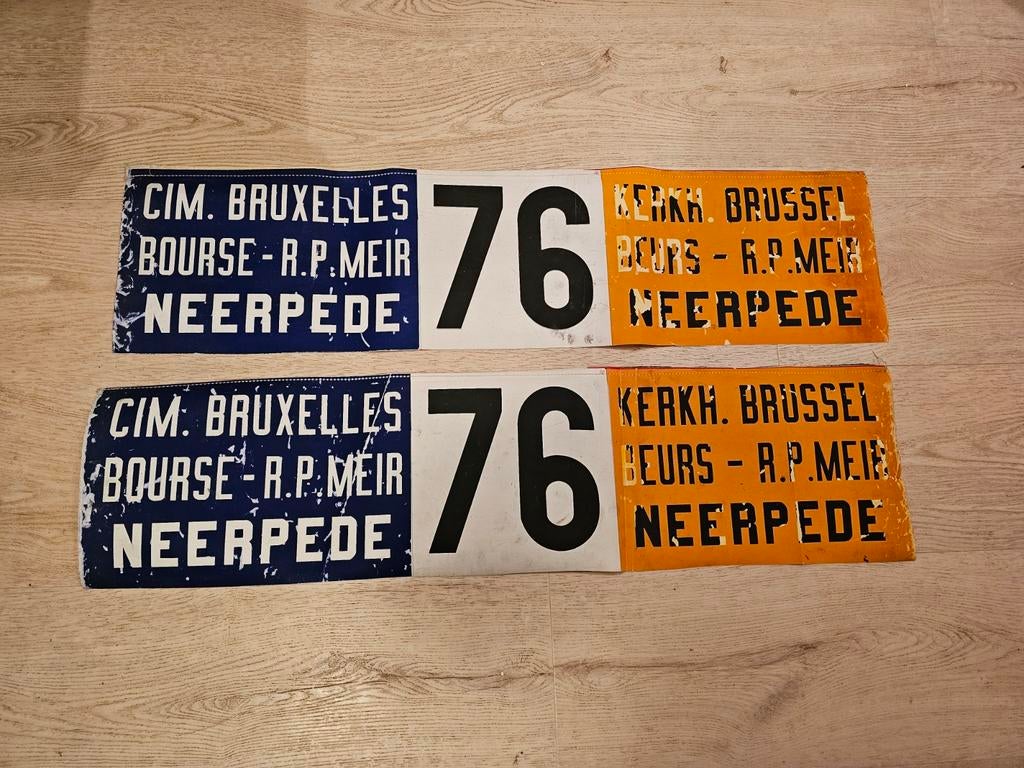 CIM. BRUXELLES
BOURSE - R.P. MEIR
NEERPEDE
76
KERKH. BRUSSEL
BEURS - R.P. MEIR
NEERPEDE
CIM. BRUXELLES
BOURSE - R.P. MEIR
NEERPEDE
76
KERKH. BRUSSEL
BEURS - R.P. MEIR
NEERPEDE